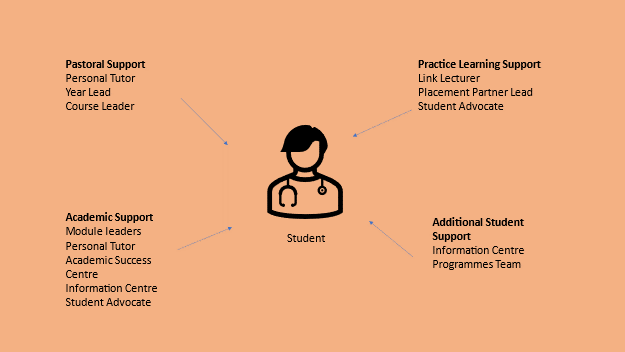 Pastoral Support
Personal Tutor
Year Lead
Course Leader
Practice Learning Support
Link Lecturer
Placement Partner Lead
Student Advocate
Student
Academic Support
Module leaders
Personal Tutor
Academic Success
Centre
Information Centre
Student Advocate
Additional Student
Support
Information Centre
Programmes Team